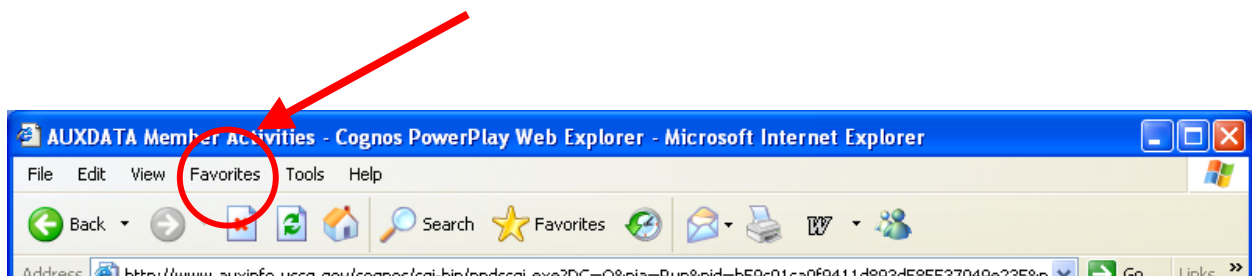 AUXDATA Member Activities - Cognos PowerPlay Web Explorer - Microsoft Internet Explorer
File Edit View Favorites Tools Help
Back Search Favorites W
Address Go Links »